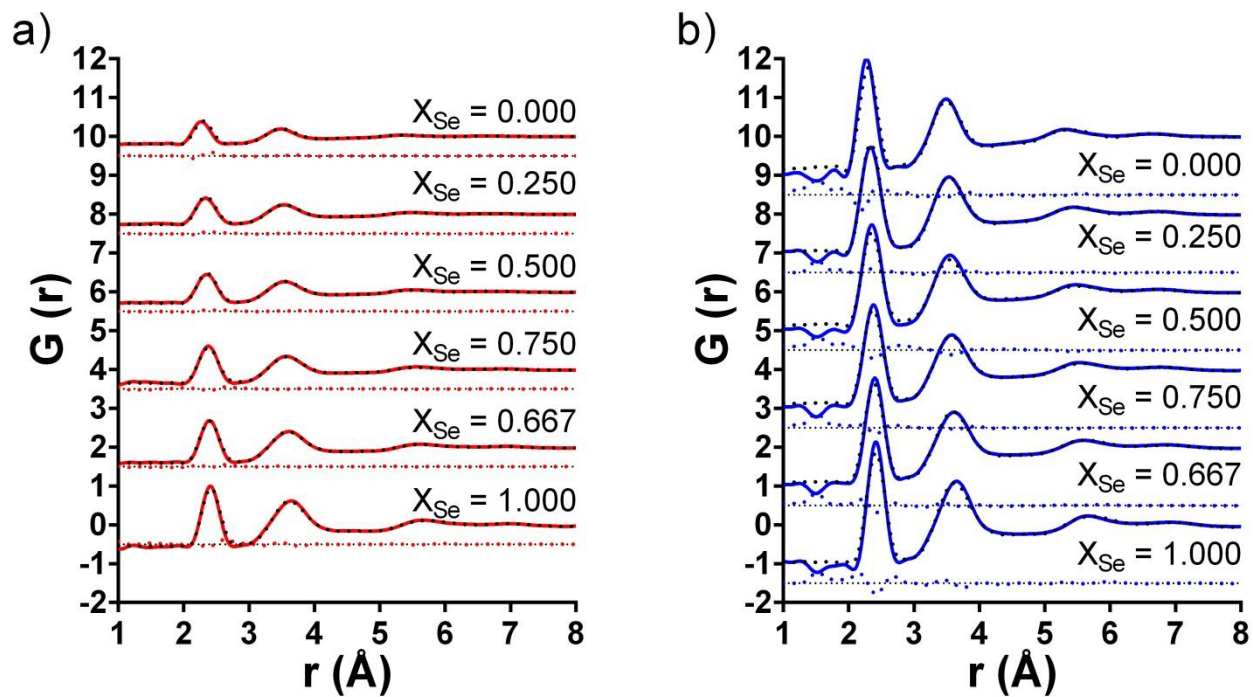 a)
G (r)
12
11
10
9
8
7
6
5
4
3
2
1
0
-1
-2
X_Se = 0.000
X_Se = 0.250
X_Se = 0.500
X_Se = 0.750
X_Se = 0.667
X_Se = 1.000
1 2 3 4 5 6 7 8
r (Å)
b)
G (r)
12
11
10
9
8
7
6
5
4
3
2
1
0
-1
-2
X_Se = 0.000
X_Se = 0.250
X_Se = 0.500
X_Se = 0.750
X_Se = 0.667
X_Se = 1.000
1 2 3 4 5 6 7 8
r (Å)